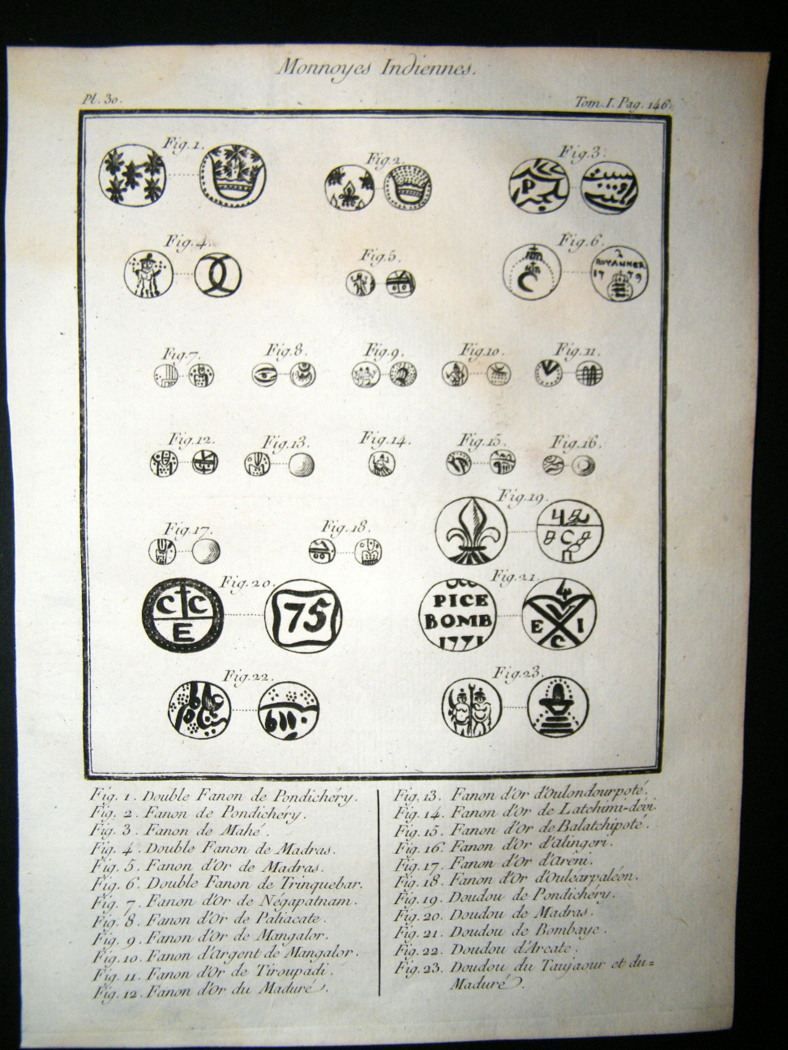 Monnoyes Indiennes.
Pl. 30. Tom. I. Pag. 146.
Fig. 1. Fig. 2. Fig. 3.
P
Fig. 4. Fig. 5. Fig. 6.
2
17 79
Fig. 7. Fig. 8. Fig. 9. Fig. 10. Fig. 11.
Fig. 12. Fig. 13. Fig. 14. Fig. 15. Fig. 16.
Fig. 17. Fig. 18. Fig. 19.
Fig. 20. Fig. 21.
C C
E
75
PICE
BOMB
1771
4
V
E I
C
Fig. 22. Fig. 23.
Fig. 1. Double Fanon de Pondichéry.
Fig. 2. Fanon de Pondichéry.
Fig. 3. Fanon de Mahé.
Fig. 4. Double Fanon de Madras.
Fig. 5. Fanon d'Or de Madras.
Fig. 6. Double Fanon de Trinquebar.
Fig. 7. Fanon d'Or de Négapatnam.
Fig. 8. Fanon d'Or de Paliacate.
Fig. 9. Fanon d'Or de Mangalor.
Fig. 10. Fanon d'Argent de Mangalor.
Fig. 11. Fanon d'Or de Tiroupadi.
Fig. 12. Fanon d'Or du Maduré.
Fig. 13. Fanon d'Or d'Oulondourpoté.
Fig. 14. Fanon d'Or de Latchimi-dévi.
Fig. 15. Fanon d'Or de Balatchipoté.
Fig. 16. Fanon d'Or d'Alingeri.
Fig. 17. Fanon d'Or d'Areni.
Fig. 18. Fanon d'Or d'Oulearpaléon.
Fig. 19. Doudou de Pondichéry.
Fig. 20. Doudou de Madras.
Fig. 21. Doudou de Bombaye.
Fig. 22. Doudou d'Arcate.
Fig. 23. Doudou du Taujaour et du=
Maduré.